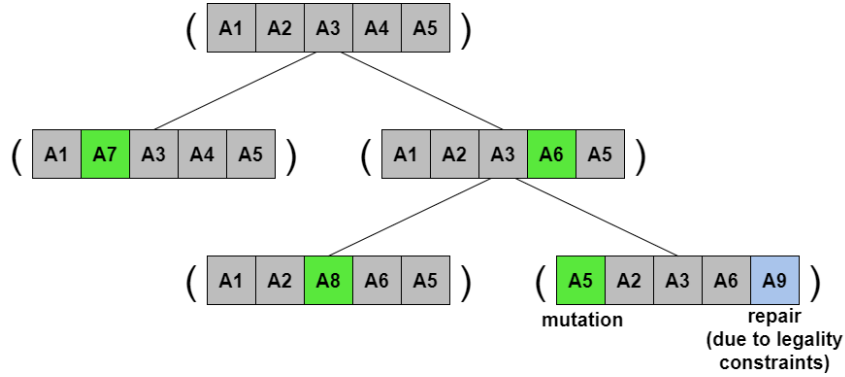 ( A1 A2 A3 A4 A5 )
( A1 A7 A3 A4 A5 )
( A1 A2 A3 A6 A5 )
( A1 A2 A8 A6 A5 )
( A5 A2 A3 A6 A9 )
mutation
repair
(due to legality
constraints)